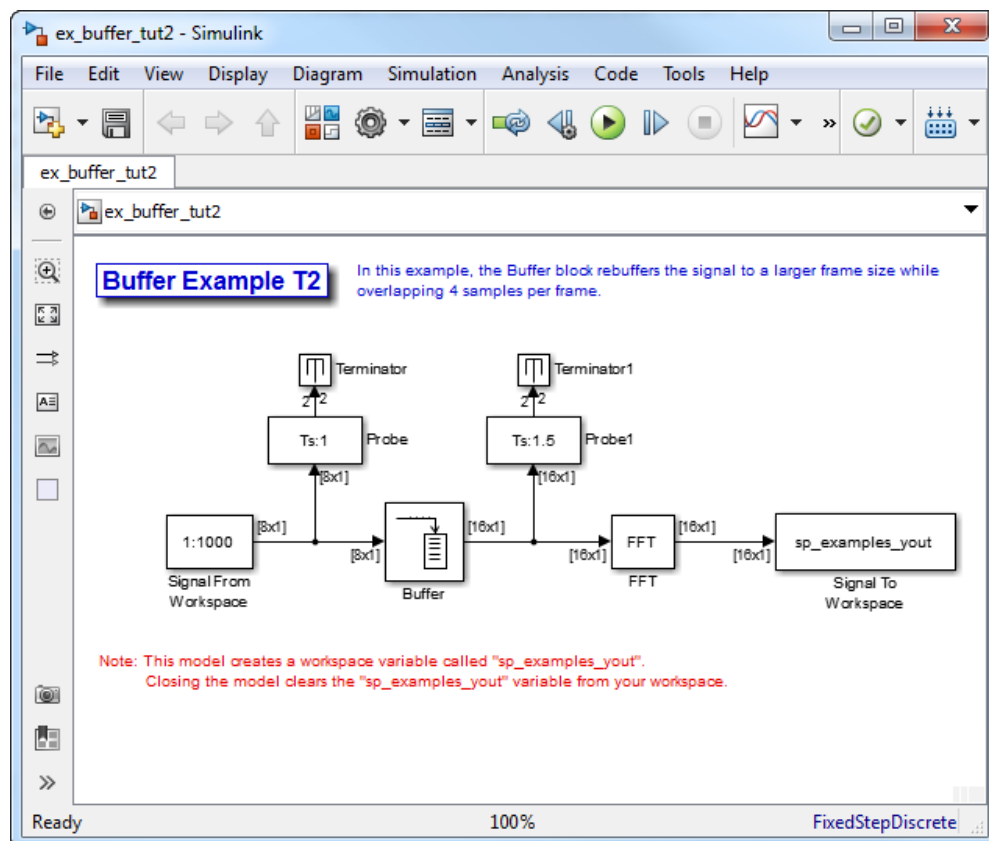 ex_buffer_tut2 - Simulink
File Edit View Display Diagram Simulation Analysis Code Tools Help
»
ex_buffer_tut2
ex_buffer_tut2
Buffer Example T2
In this example, the Buffer block rebuffers the signal to a larger frame size while
overlapping 4 samples per frame.
Terminator Terminator1
2 2 2 2
Ts:1 Probe Ts:1.5 Probe1
[8x1] [16x1]
[8x1] [16x1] [16x1]
1:1000 FFT sp_examples_yout
[8x1] [16x1] [16x1]
Signal From
Workspace
Buffer
FFT
Signal To
Workspace
Note: This model creates a workspace variable called "sp_examples_yout".
Closing the model clears the "sp_examples_yout" variable from your workspace.
A
»
Ready 100% FixedStepDiscrete